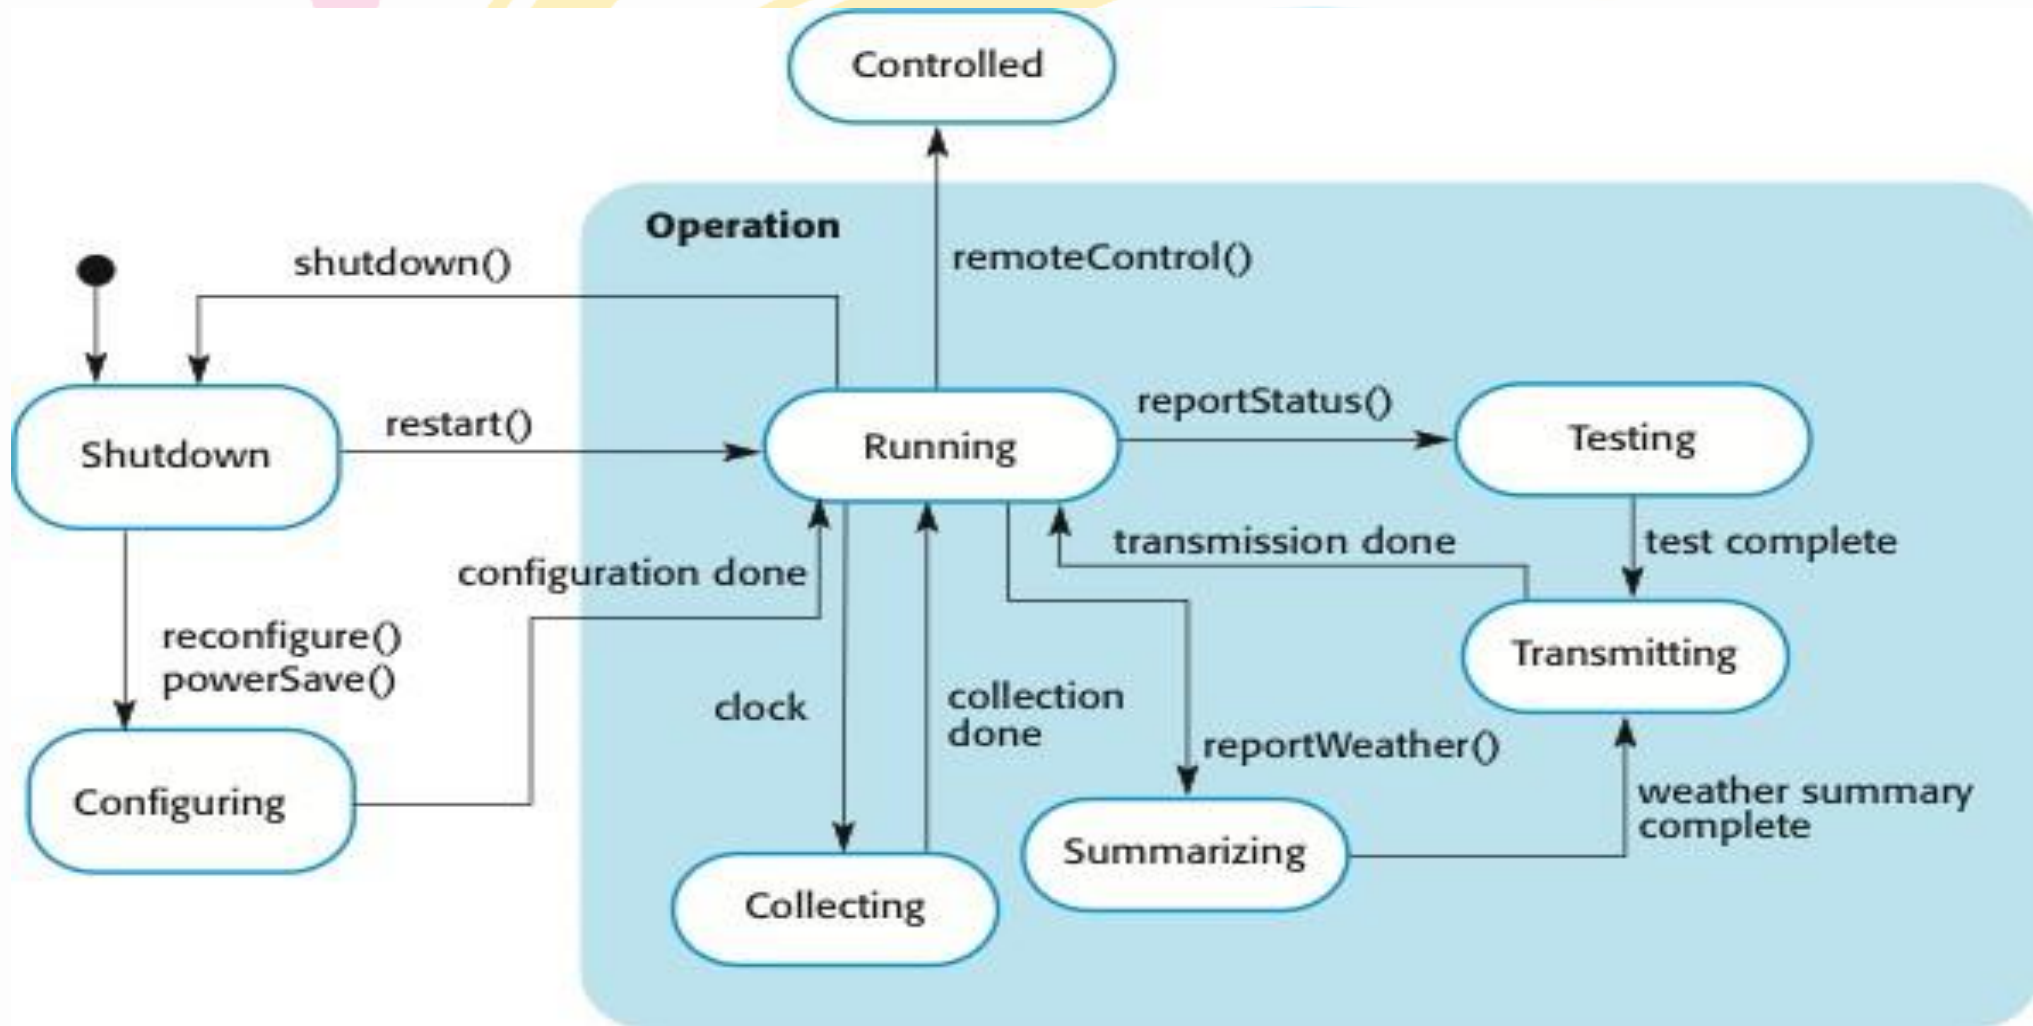 Controlled
Operation
shutdown()
remoteControl()
restart()
reportStatus()
Shutdown
Running
Testing
configuration done
transmission done
test complete
reconfigure()
powerSave()
Transmitting
clock
collection
done
reportWeather()
Configuring
weather summary
complete
Summarizing
Collecting